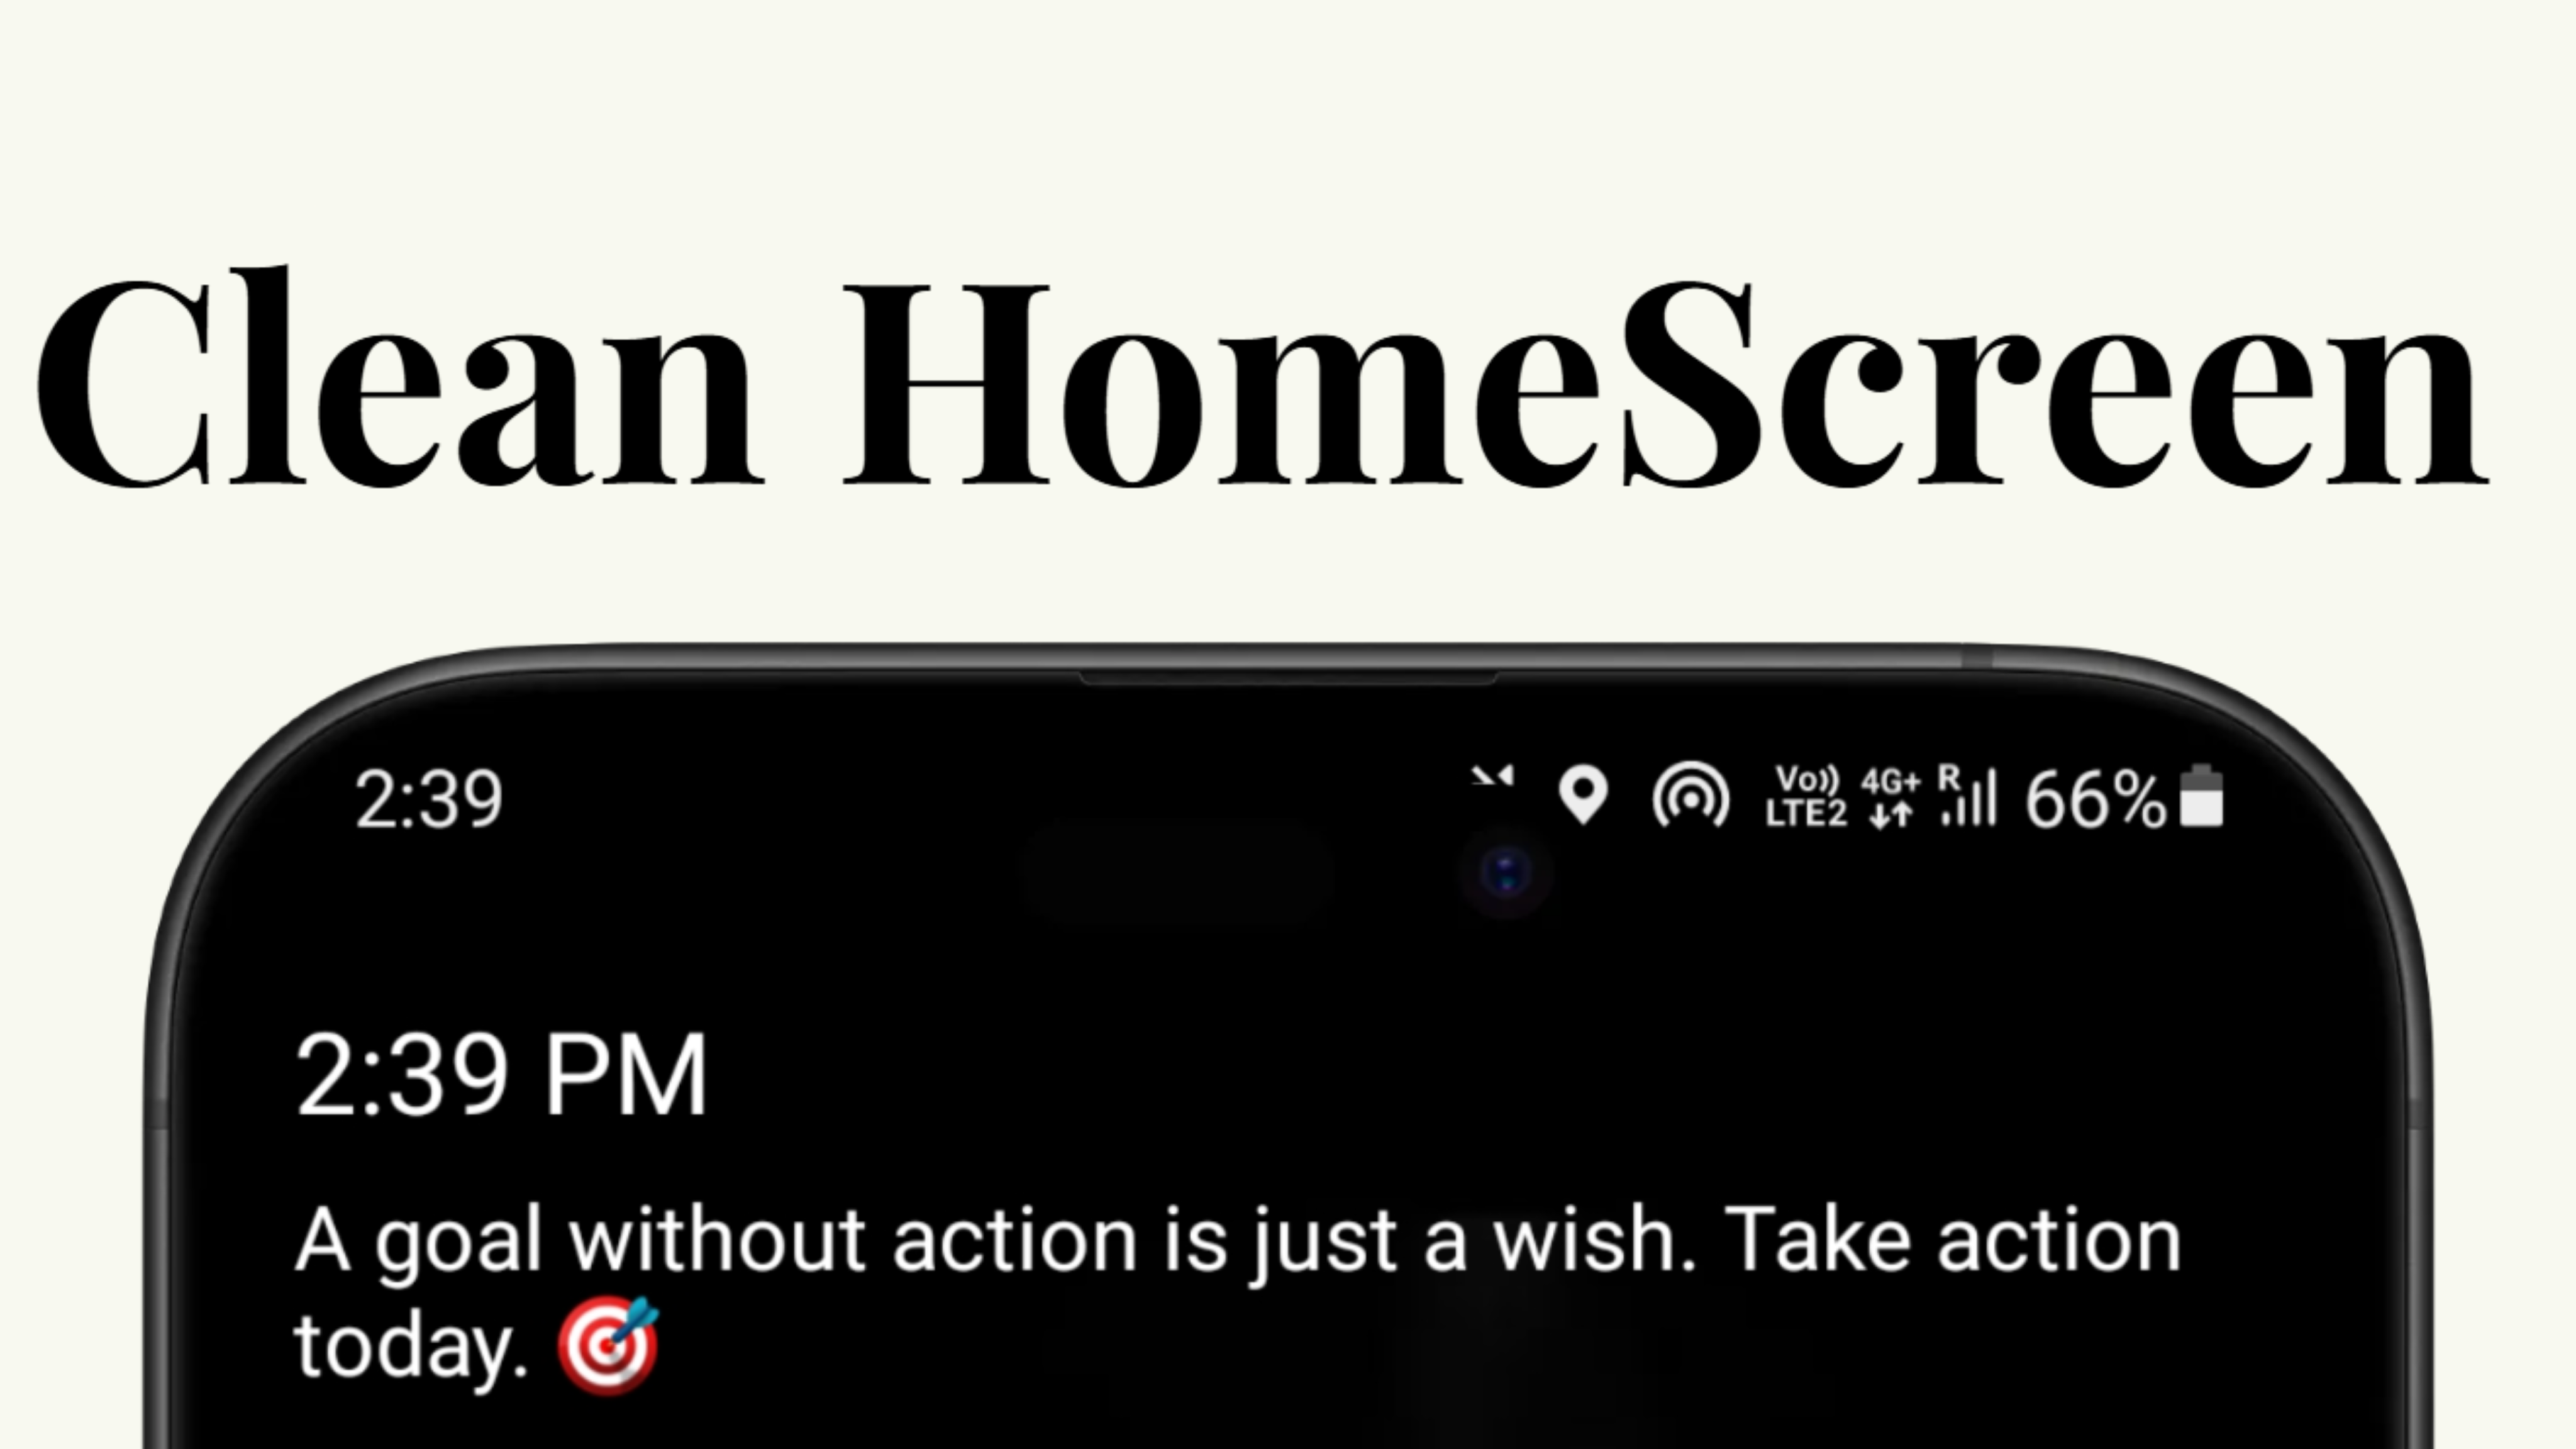 Clean HomeScreen
2:39
Vo)) 4G+ R 66%
LTE2
2:39 PM
A goal without action is just a wish. Take action
today. 🎯